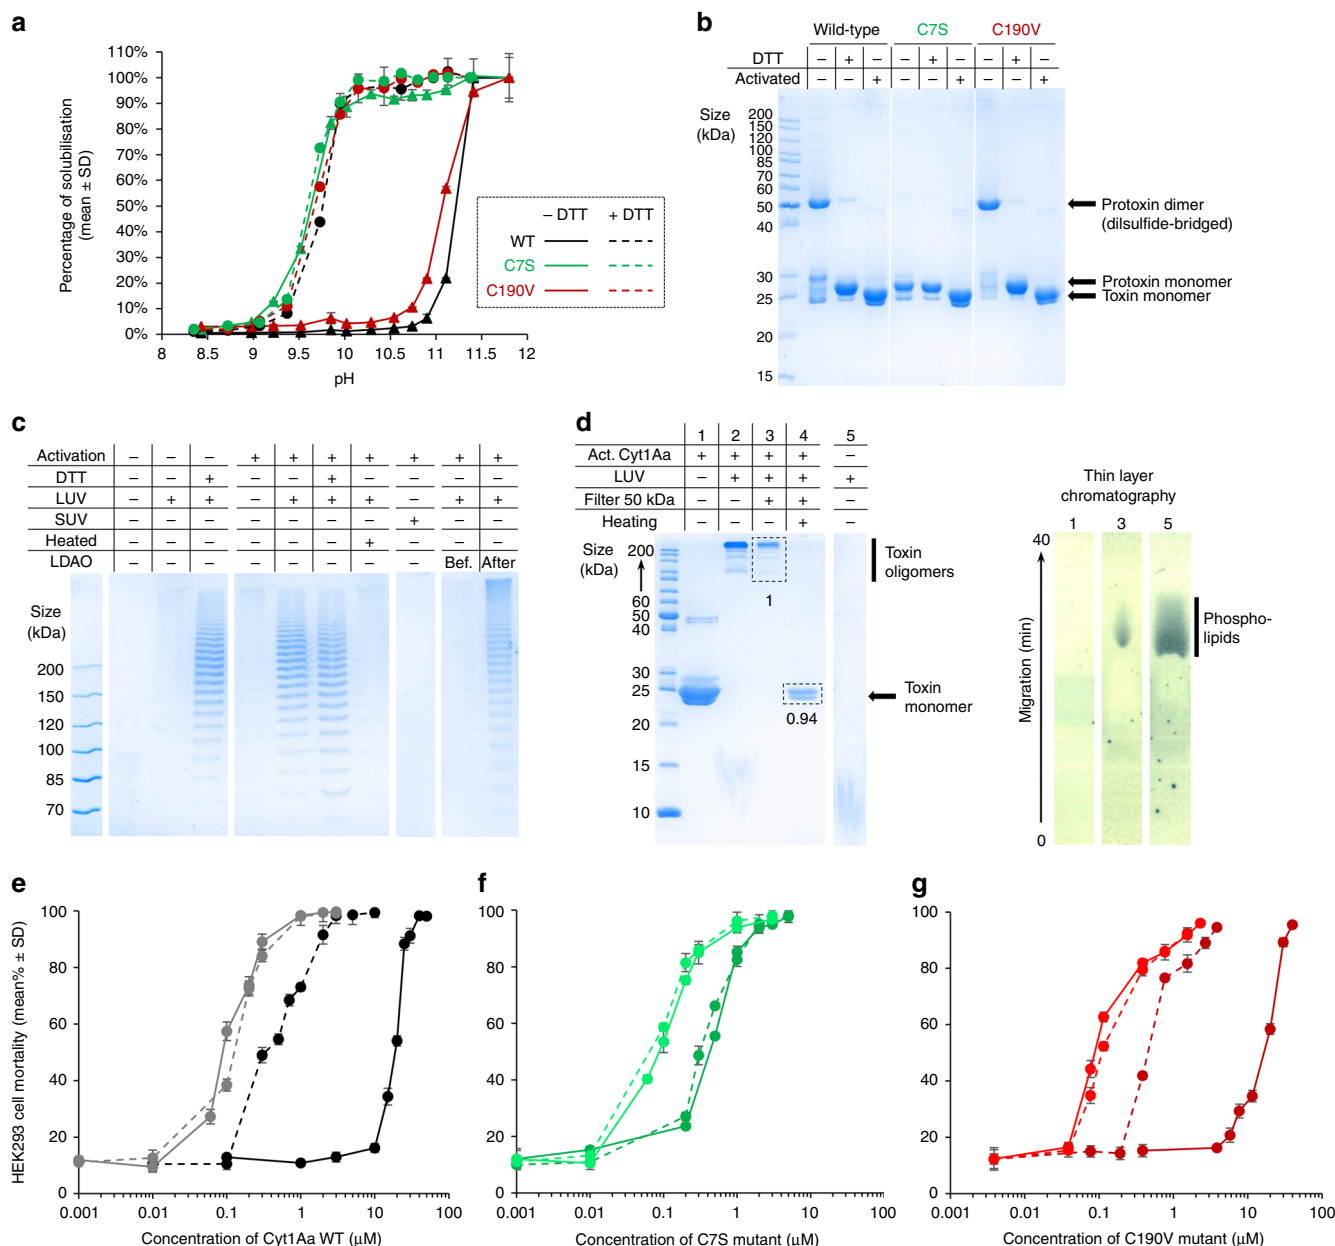 a
110%
100%
90%
80%
70%
60%
50%
40%
30%
20%
10%
0%
Percentage of solubilisation
(mean ± SD)
8 8.5 9 9.5 10 10.5 11 11.5 12
pH
– DTT + DTT
WT
C7S
C190V
b
Wild-type C7S C190V
DTT – + – – + – – + –
Activated – – + – – + – – +
Size
(kDa)
200
150
120
100
85
70
60
50
40
30
25
20
15
Protoxin dimer
(dilsulfide-bridged)
Protoxin monomer
Toxin monomer
c
Activation – – – + + + + + + +
DTT – – + – – + – – – –
LUV – + + – + + + – + +
SUV – – – – – – – + – –
Heated – – – – – – + – – –
LDAO Bef. After
Size
(kDa)
200
150
120
100
85
70
d
1 2 3 4 5
Act. Cyt1Aa + + + + –
LUV – + + + +
Filter 50 kDa – – + + –
Heating – – – + –
Size
(kDa)
200
60
50
40
30
25
20
15
10
1
0.94
Toxin
oligomers
Toxin
monomer
Thin layer
chromatography
1 3 5
40
Migration (min)
0
Phospho-
lipids
e
HEK293 cell mortality (mean% ± SD)
100
80
60
40
20
0
0.001 0.01 0.1 1 10 100
Concentration of Cyt1Aa WT (μM)
f
100
80
60
40
20
0
0.001 0.01 0.1 1 10 100
Concentration of C7S mutant (μM)
g
100
80
60
40
20
0
0.01 0.1 1 10 100
Concentration of C190V mutant (μM)